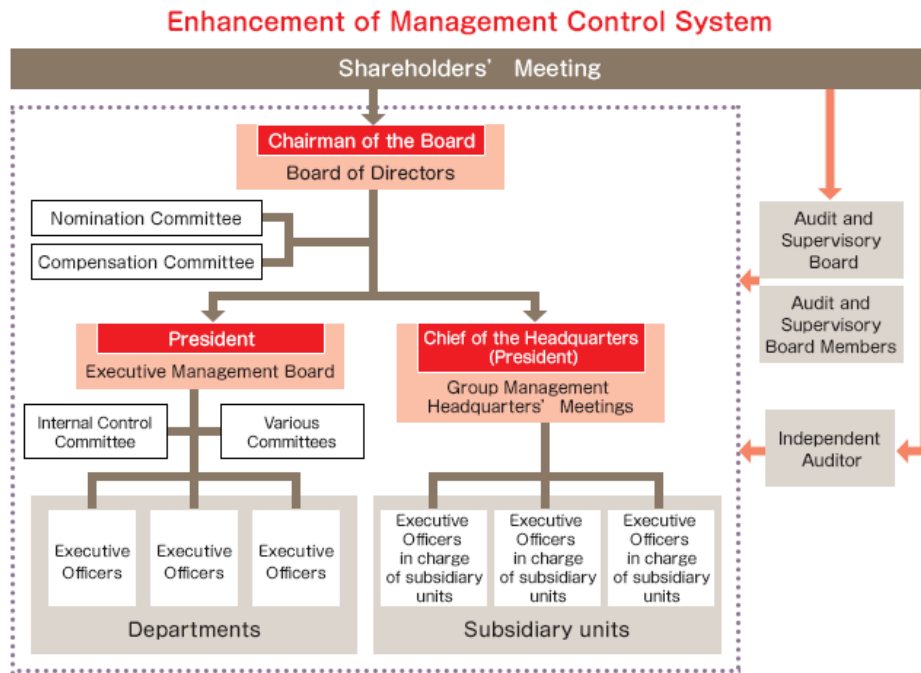 Enhancement of Management Control System
Shareholders' Meeting
Chairman of the Board
Board of Directors
Nomination Committee
Compensation Committee
Audit and
Supervisory
Board
Audit and
Supervisory
Board Members
President
Executive Management Board
Chief of the Headquarters
(President)
Group Management
Headquarters' Meetings
Internal Control
Committee
Various
Committees
Independent
Auditor
Executive
Officers
Executive
Officers
Executive
Officers
Departments
Executive
Officers
in charge
of subsidiary
units
Executive
Officers
in charge
of subsidiary
units
Executive
Officers
in charge
of subsidiary
units
Subsidiary units